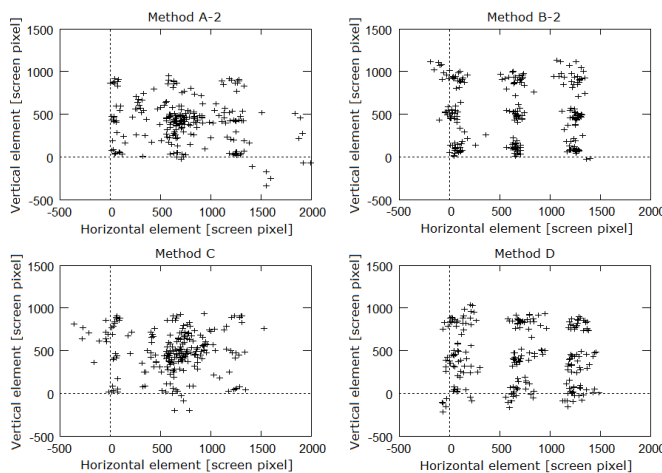 Method A-2
Vertical element [screen pixel]
1500
1000
500
0
-500
-500 0 500 1000 1500 2000
Horizontal element [screen pixel]
Method B-2
Vertical element [screen pixel]
1500
1000
500
0
-500
-500 0 500 1000 1500 2000
Horizontal element [screen pixel]
Method C
Vertical element [screen pixel]
1500
1000
500
0
-500
-500 0 500 1000 1500 2000
Horizontal element [screen pixel]
Method D
Vertical element [screen pixel]
1500
1000
500
0
-500
-500 0 500 1000 1500 2000
Horizontal element [screen pixel]